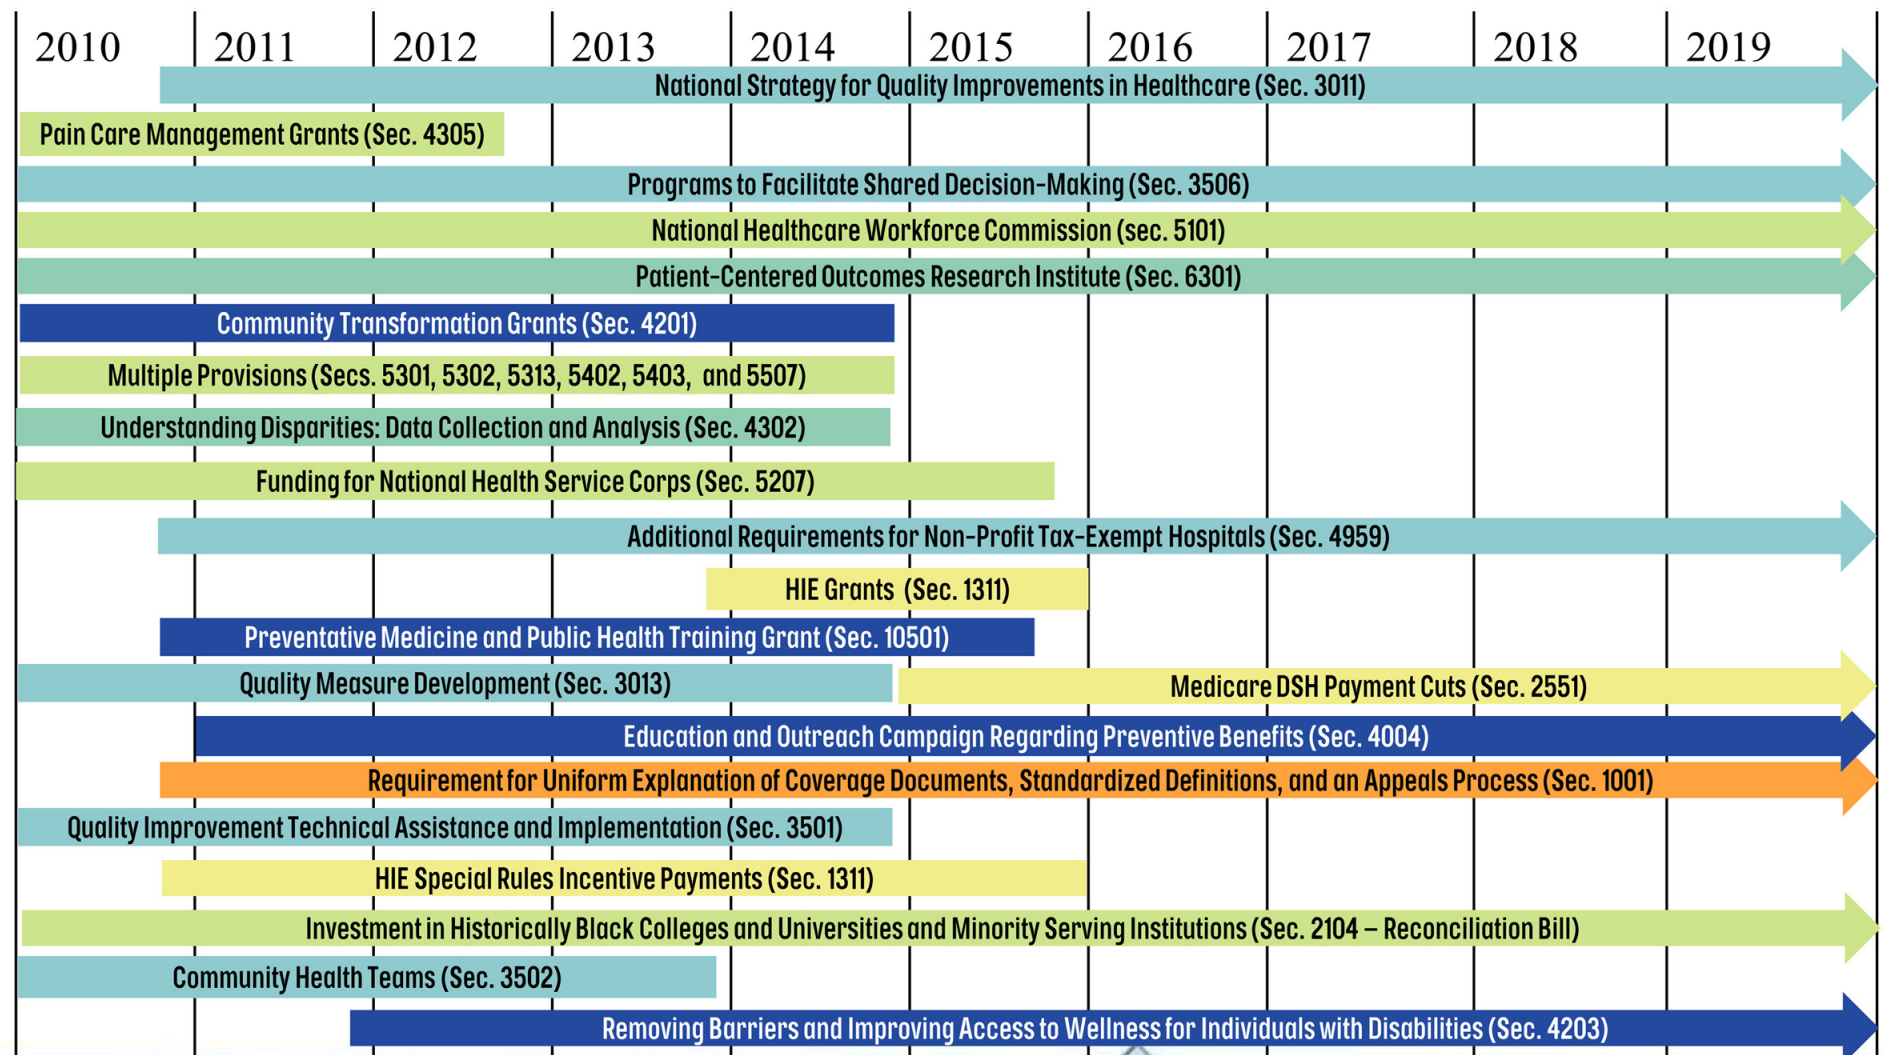 2010 2011 2012 2013 2014 2015 2016 2017 2018 2019
National Strategy for Quality Improvements in Healthcare (Sec. 3011)
Pain Care Management Grants (Sec. 4305)
Programs to Facilitate Shared Decision-Making (Sec. 3506)
National Healthcare Workforce Commission (sec. 5101)
Patient-Centered Outcomes Research Institute (Sec. 6301)
Community Transformation Grants (Sec. 4201)
Multiple Provisions (Secs. 5301, 5302, 5313, 5402, 5403, and 5507)
Understanding Disparities: Data Collection and Analysis (Sec. 4302)
Funding for National Health Service Corps (Sec. 5207)
Additional Requirements for Non-Profit Tax-Exempt Hospitals (Sec. 4959)
HIE Grants (Sec. 1311)
Preventative Medicine and Public Health Training Grant (Sec. 10501)
Quality Measure Development (Sec. 3013)
Medicare DSH Payment Cuts (Sec. 2551)
Education and Outreach Campaign Regarding Preventive Benefits (Sec. 4004)
Requirement for Uniform Explanation of Coverage Documents, Standardized Definitions, and an Appeals Process (Sec. 1001)
Quality Improvement Technical Assistance and Implementation (Sec. 3501)
HIE Special Rules Incentive Payments (Sec. 1311)
Investment in Historically Black Colleges and Universities and Minority Serving Institutions (Sec. 2104 – Reconciliation Bill)
Community Health Teams (Sec. 3502)
Removing Barriers and Improving Access to Wellness for Individuals with Disabilities (Sec. 4203)